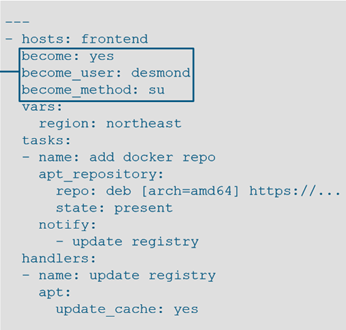 ---
- hosts: frontend
  become: yes
  become_user: desmond
  become_method: su
  vars:
    region: northeast
  tasks:
  - name: add docker repo
    apt_repository:
      repo: deb [arch=amd64] https://...
      state: present
    notify:
      - update registry
  handlers:
  - name: update registry
    apt:
      update_cache: yes